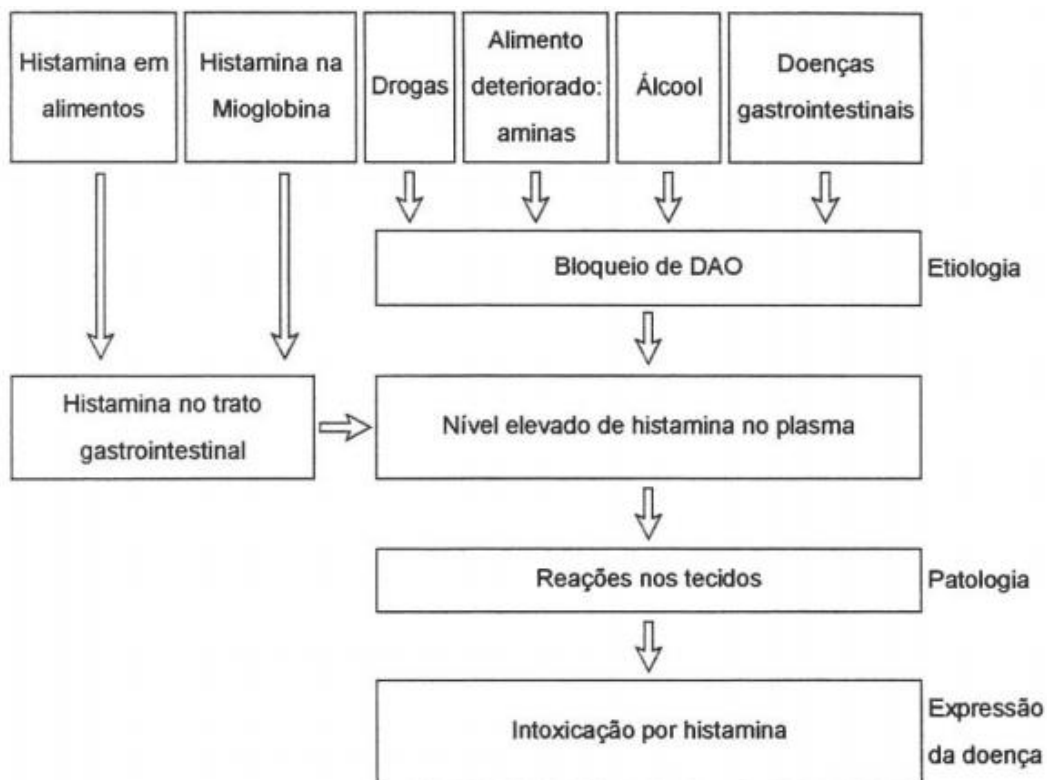 Histamina em
alimentos
Histamina na
Mioglobina
Drogas
Alimento
deteriorado:
aminas
Álcool
Doenças
gastrointestinais
Bloqueio de DAO
Etiologia
Histamina no trato
gastrointestinal
Nível elevado de histamina no plasma
Reações nos tecidos
Patologia
Intoxicação por histamina
Expressão
da doença